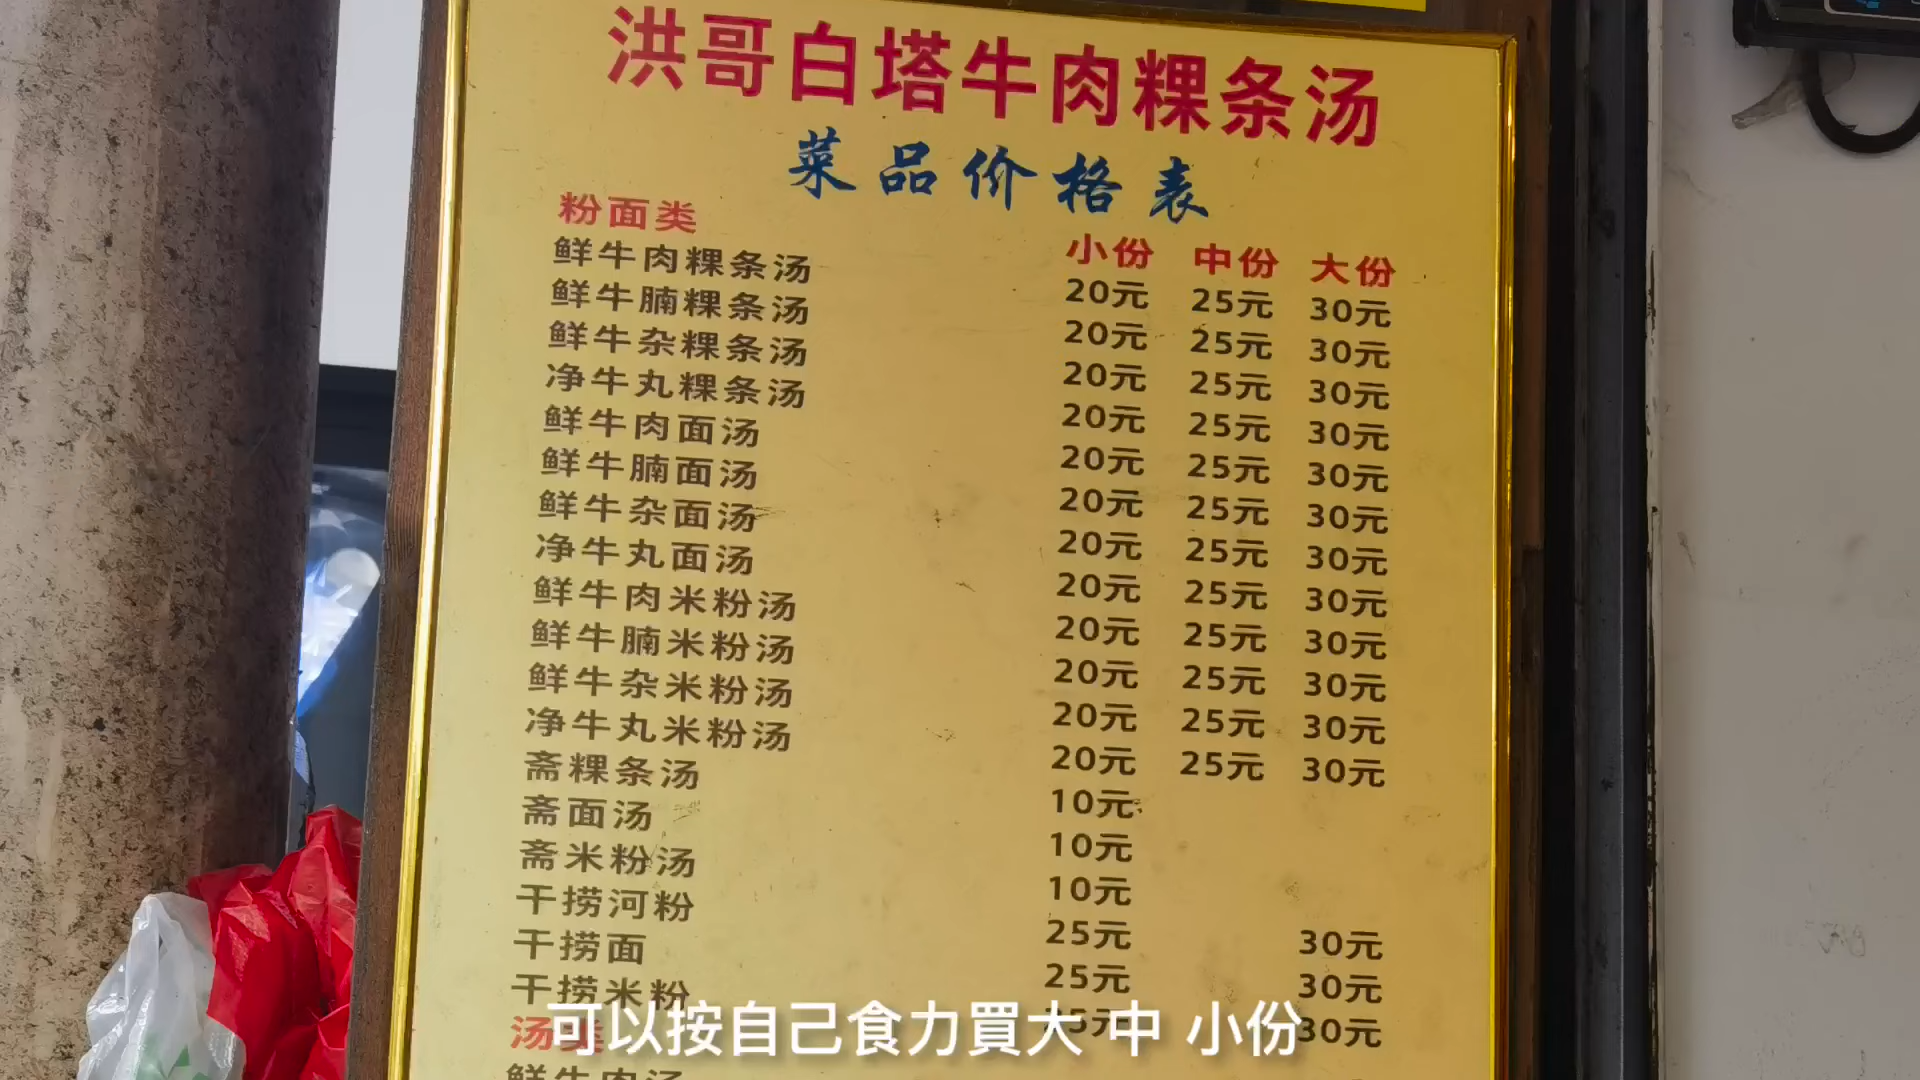 洪哥白塔牛肉粿条汤
菜品价格表
粉面类 小份 中份 大份
鲜牛肉粿条汤 20元 25元 30元
鲜牛腩粿条汤 20元 25元 30元
鲜牛杂粿条汤 20元 25元 30元
净牛丸粿条汤 20元 25元 30元
鲜牛肉面汤 20元 25元 30元
鲜牛腩面汤 20元 25元 30元
鲜牛杂面汤 20元 25元 30元
净牛丸面汤 20元 25元 30元
鲜牛肉米粉汤 20元 25元 30元
鲜牛腩米粉汤 20元 25元 30元
鲜牛杂米粉汤 20元 25元 30元
净牛丸米粉汤 20元 25元 30元
斋粿条汤 10元
斋面汤 10元
斋米粉汤 10元
干捞河粉 25元 30元
干捞面 25元 30元
干捞米粉 25元 30元
汤类
可以按自己食力買大 中 小份
鲜牛肉汤